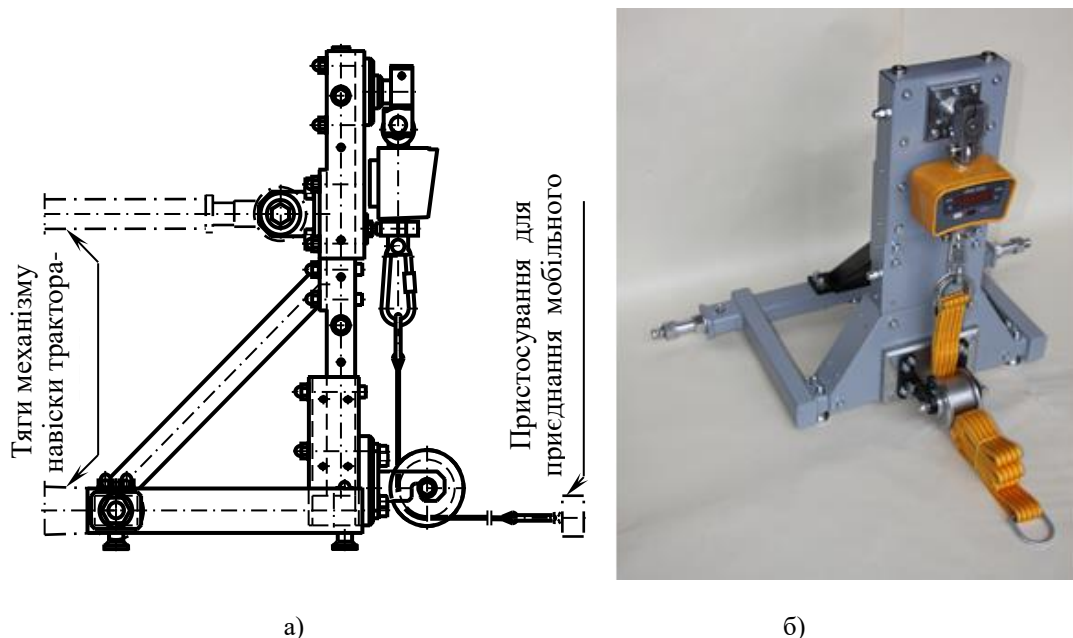 Тяги механізму
навіски трактора-
Пристосування для
приєднання мобільного
а)
б)